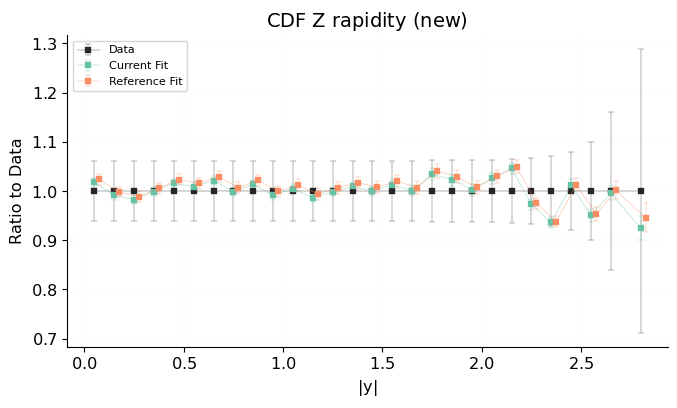 CDF Z rapidity (new)
Data
Current Fit
Reference Fit
Ratio to Data
1.3
1.2
1.1
1.0
0.9
0.8
0.7
0.0
0.5
1.0
1.5
2.0
2.5
|y|